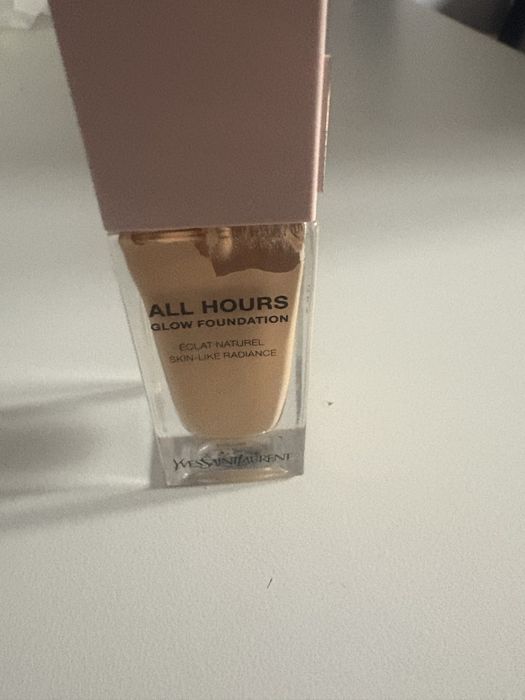 ALL HOURS
GLOW FOUNDATION
ÉCLAT NATUREL
SKIN-LIKE RADIANCE
YVESSAINTLAURENT